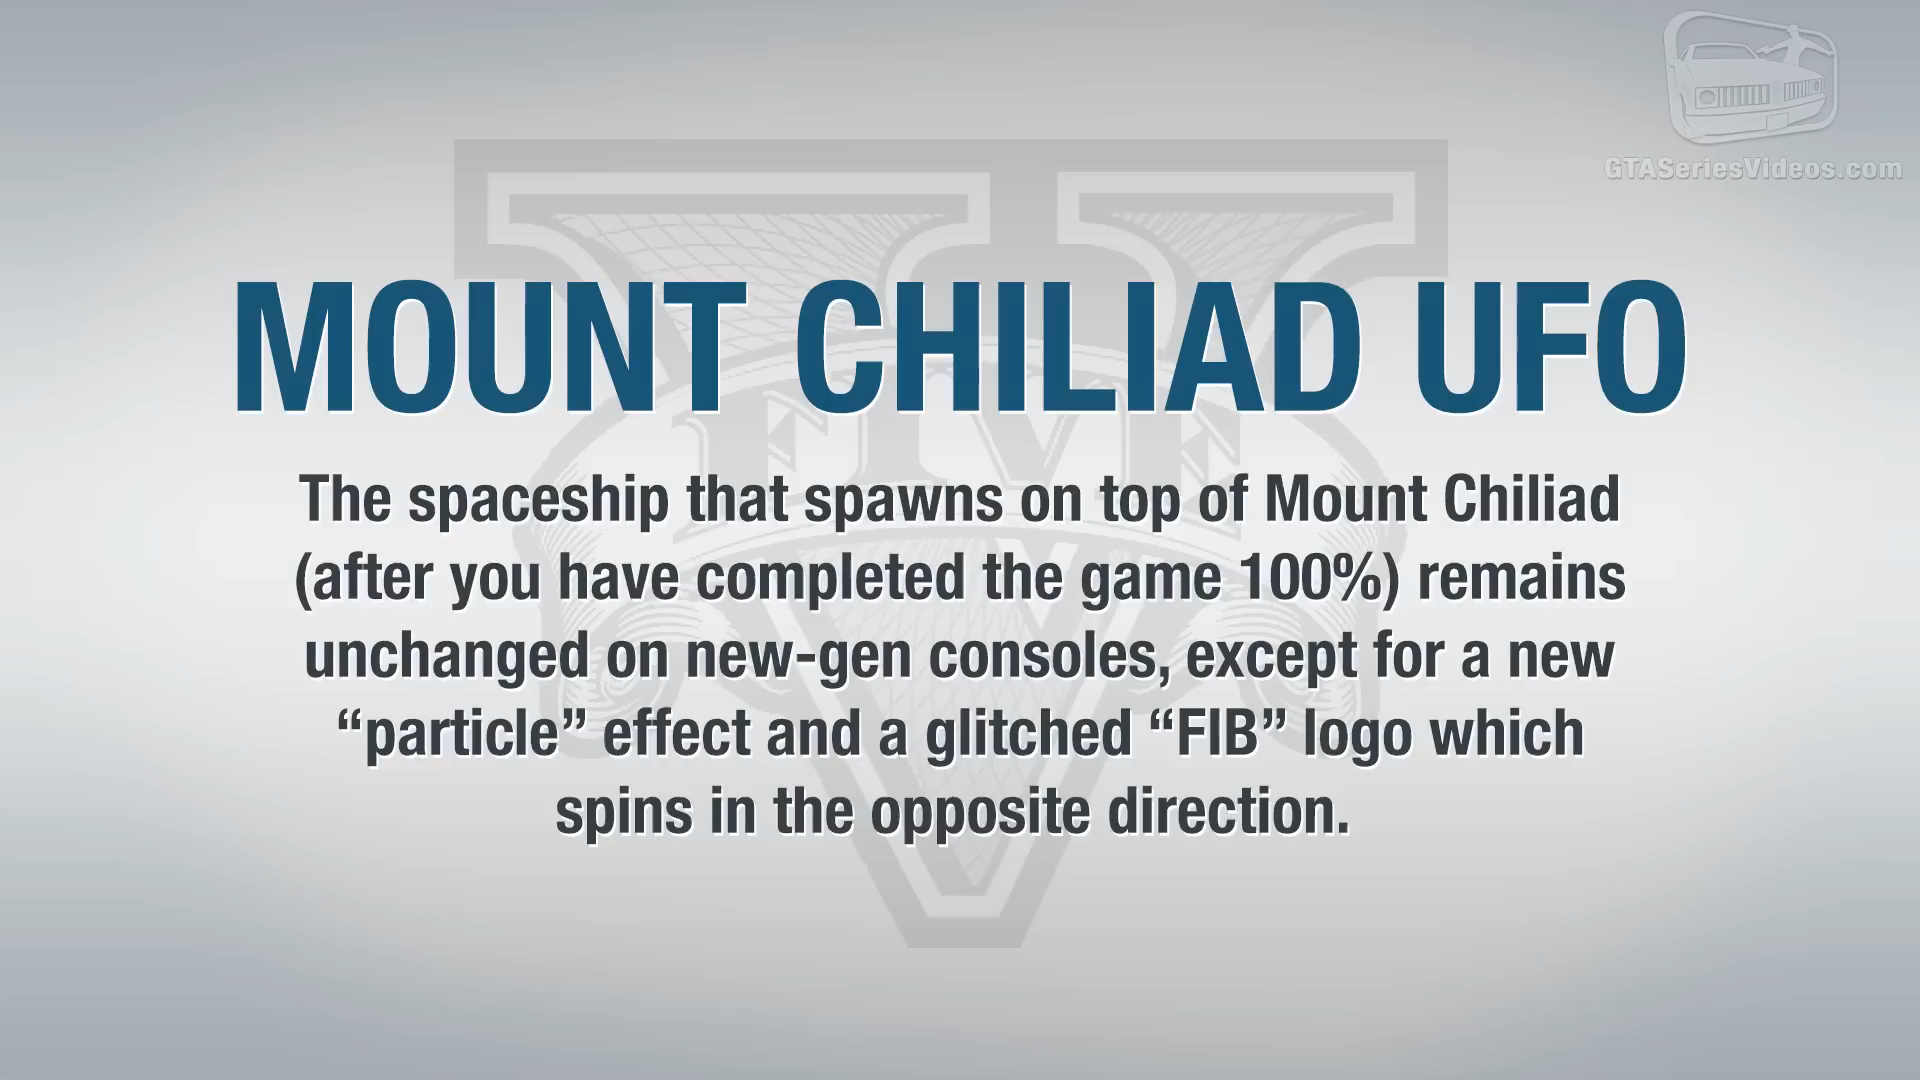 GTASeriesVideos.com
MOUNT CHILIAD UFO
FIVE
The spaceship that spawns on top of Mount Chiliad
(after you have completed the game 100%) remains
unchanged on new-gen consoles, except for a new
“particle” effect and a glitched “FIB” logo which
spins in the opposite direction.